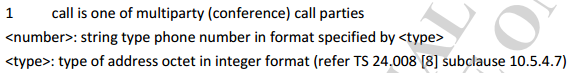 1 call is one of multiparty (conference) call parties
<number>: string type phone number in format specified by <type>
<type>: type of address octet in integer format (refer TS 24.008 [8] subclause 10.5.4.7)